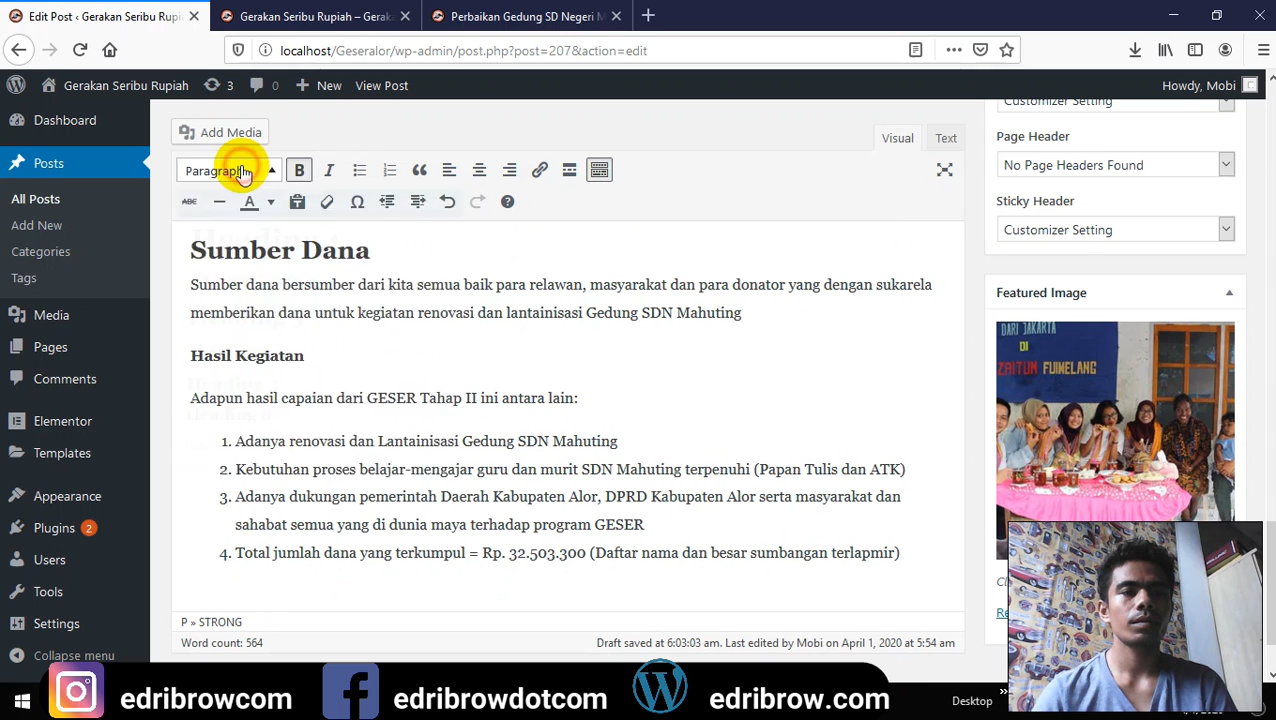 Edit Post ‹ Gerakan Seribu Rupi
Gerakan Seribu Rupiah – Gerak
Perbaikan Gedung SD Negeri M
localhost/Geseralor/wp-admin/post.php?post=207&action=edit
Gerakan Seribu Rupiah
3
0
New
View Post
Howdy, Mobi
Dashboard
Posts
All Posts
Add New
Categories
Tags
Media
Pages
Comments
Elementor
Templates
Appearance
Plugins 2
Users
Tools
Settings
Collapse menu
Add Media
Visual
Text
Paragraph
B I
ABC
A
Sumber Dana
Sumber dana bersumber dari kita semua baik para relawan, masyarakat dan para donator yang dengan sukarela
memberikan dana untuk kegiatan renovasi dan lantainisasi Gedung SDN Mahuting
Hasil Kegiatan
Adapun hasil capaian dari GESER Tahap II ini antara lain:
1. Adanya renovasi dan Lantainisasi Gedung SDN Mahuting
2. Kebutuhan proses belajar-mengajar guru dan murit SDN Mahuting terpenuhi (Papan Tulis dan ATK)
3. Adanya dukungan pemerintah Daerah Kabupaten Alor, DPRD Kabupaten Alor serta masyarakat dan
sahabat semua yang di dunia maya terhadap program GESER
4. Total jumlah dana yang terkumpul = Rp. 32.503.300 (Daftar nama dan besar sumbangan terlapmir)
P » STRONG
Word count: 564
Draft saved at 6:03:03 am. Last edited by Mobi on April 1, 2020 at 5:54 am
Customizer Setting
Page Header
No Page Headers Found
Sticky Header
Customizer Setting
Featured Image
DARI JAKARTA
DI
ZAITUM FUIMELANG
edribrowcom
edribrowdotcom
edribrow.com
Desktop